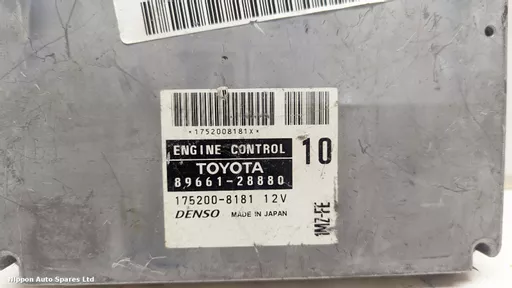 *1752008181X*
ENGINE CONTROL
10
TOYOTA
89661-28880
175200-8181 12V
DENSO MADE IN JAPAN
1MZ-FE
Nippon Auto Spares Ltd